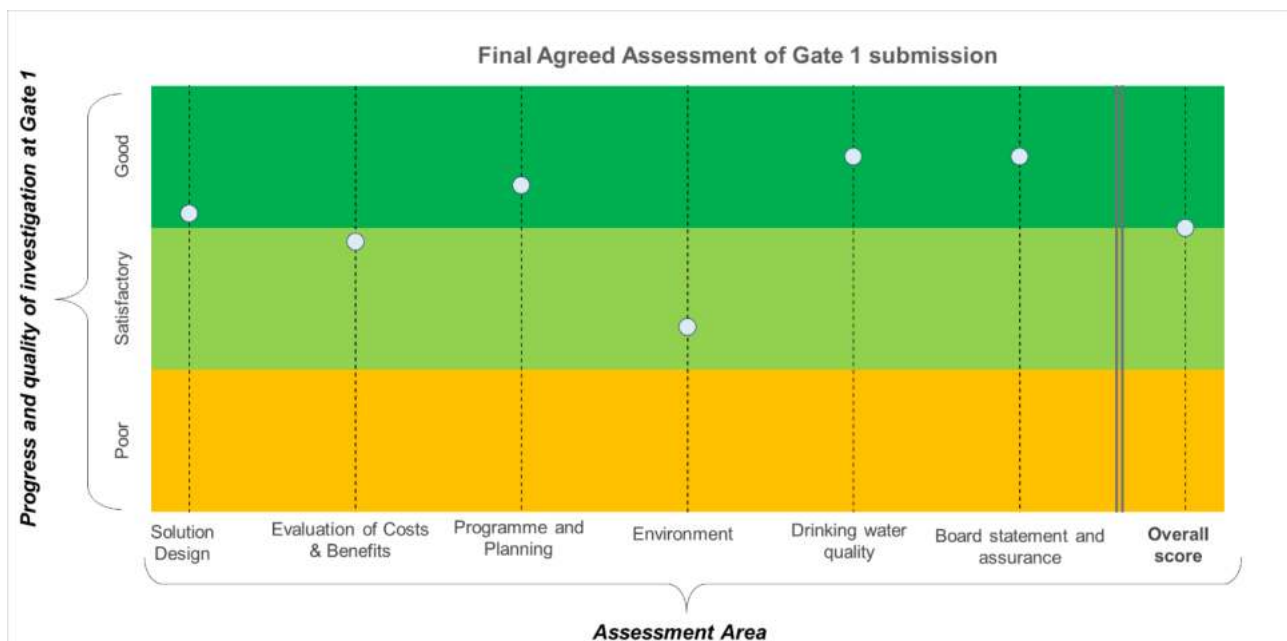 Final Agreed Assessment of Gate 1 submission
Progress and quality of investigation at Gate 1
Good
Satisfactory
Poor
Solution
Design
Evaluation of Costs
& Benefits
Programme and
Planning
Environment
Drinking water
quality
Board statement and
assurance
Overall
score
Assessment Area